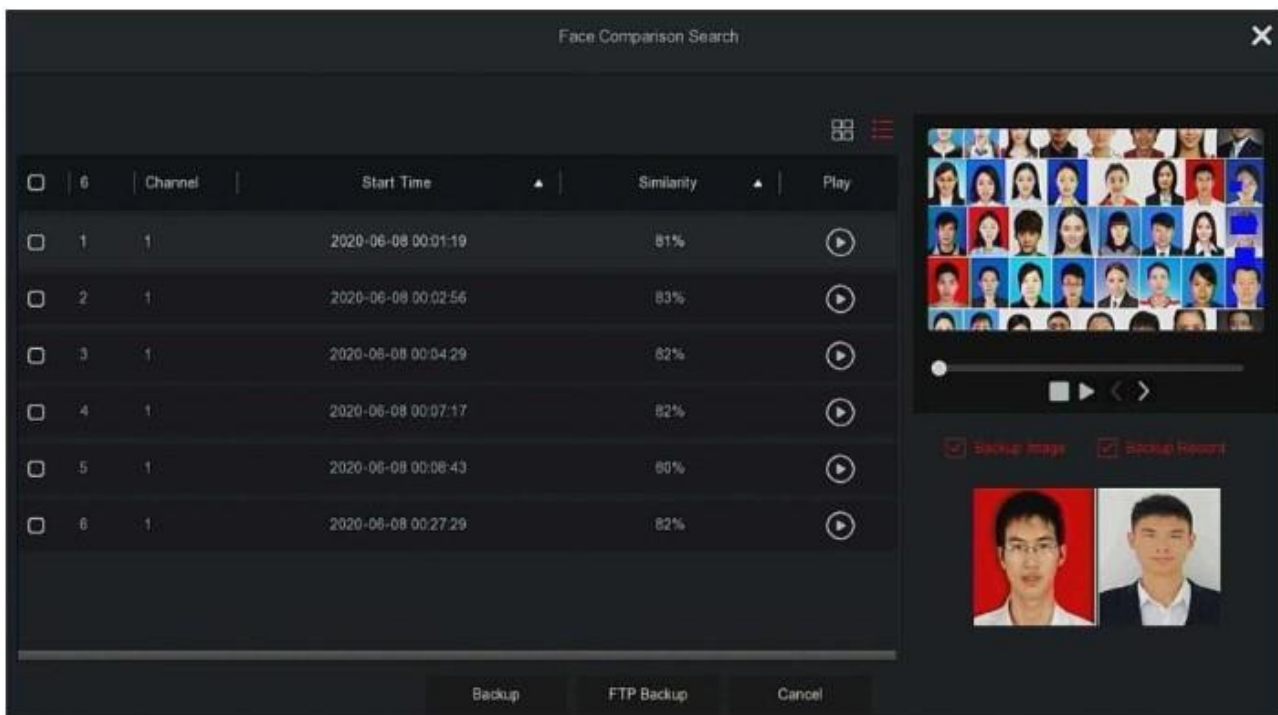 Face Comparison Search
6 Channel Start Time Similarity Play
1 1 2020-06-08 00:01:19 81%
2 1 2020-06-08 00:02:56 83%
3 1 2020-06-08 00:04:29 82%
4 1 2020-06-08 00:07:17 82%
5 1 2020-06-08 00:08:43 80%
6 1 2020-06-08 00:27:29 82%
Backup Image Backup Record
Backup FTP Backup Cancel